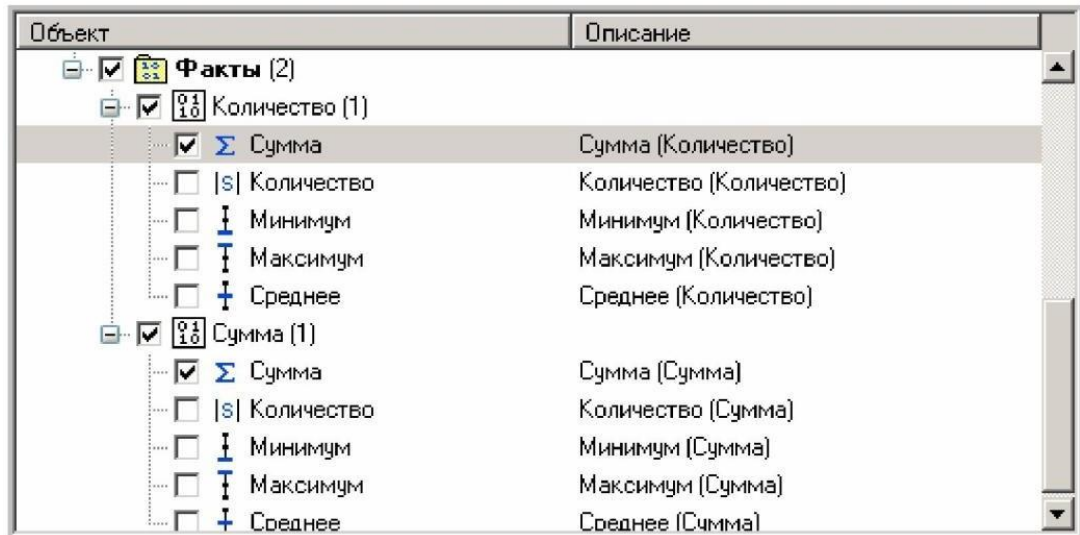 Объект Описание
Факты (2)
Количество (1)
Сумма Сумма (Количество)
|s| Количество Количество (Количество)
Минимум Минимум (Количество)
Максимум Максимум (Количество)
Среднее Среднее (Количество)
Сумма (1)
Сумма Сумма (Сумма)
|s| Количество Количество (Сумма)
Минимум Минимум (Сумма)
Максимум Максимум (Сумма)
Среднее Среднее (Сумма)